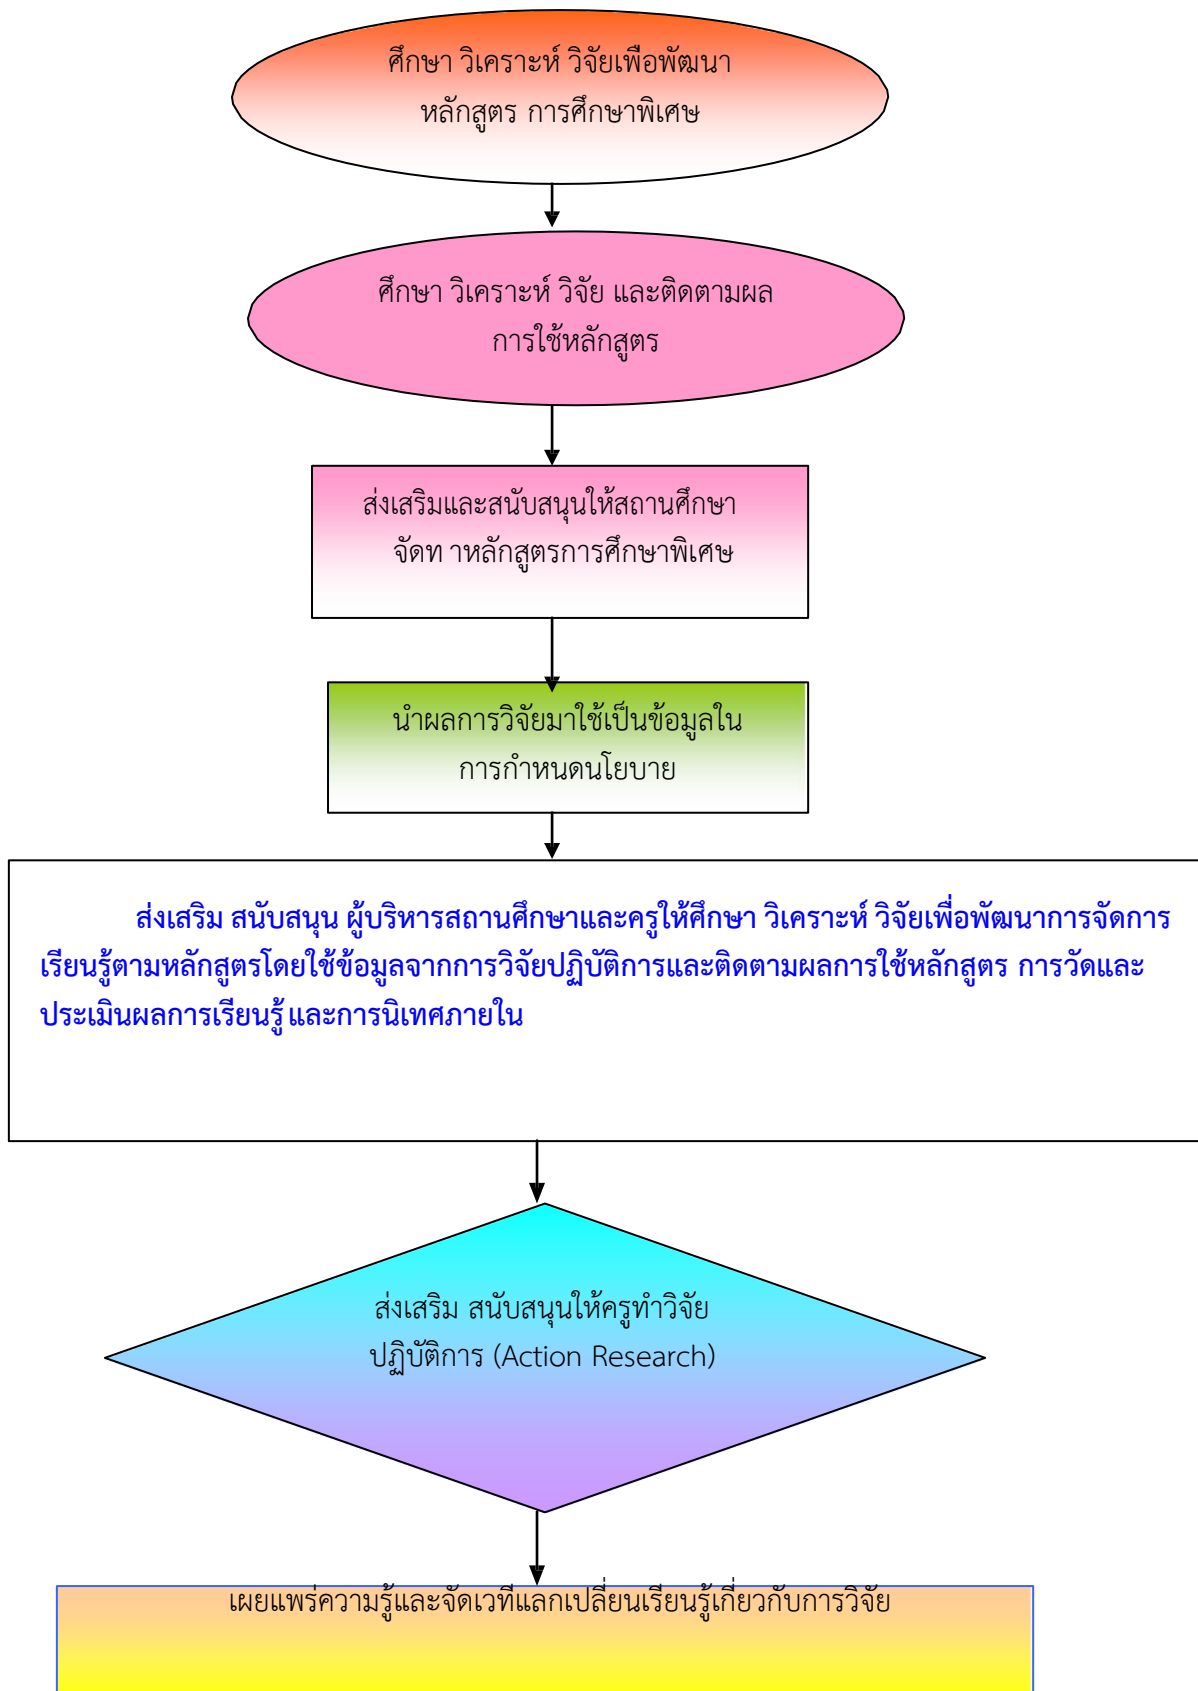 ศึกษา วิเคราะห์ วิจัยเพือพัฒนา
หลักสูตร การศึกษาพิเศษ
ศึกษา วิเคราะห์ วิจัย และติดตามผล
การใช้หลักสูตร
ส่งเสริมและสนับสนุนให้สถานศึกษา
จัดท าหลักสูตรการศึกษาพิเศษ
นำผลการวิจัยมาใช้เป็นข้อมูลใน
การกำหนดนโยบาย
ส่งเสริม สนับสนุน ผู้บริหารสถานศึกษาและครูให้ศึกษา วิเคราะห์ วิจัยเพื่อพัฒนาการจัดการ
เรียนรู้ตามหลักสูตรโดยใช้ข้อมูลจากการวิจัยปฏิบัติการและติดตามผลการใช้หลักสูตร การวัดและ
ประเมินผลการเรียนรู้ และการนิเทศภายใน
ส่งเสริม สนับสนุนให้ครูทำวิจัย
ปฏิบัติการ (Action Research)
เผยแพร่ความรู้และจัดเวทีแลกเปลี่ยนเรียนรู้เกี่ยวกับการวิจัย